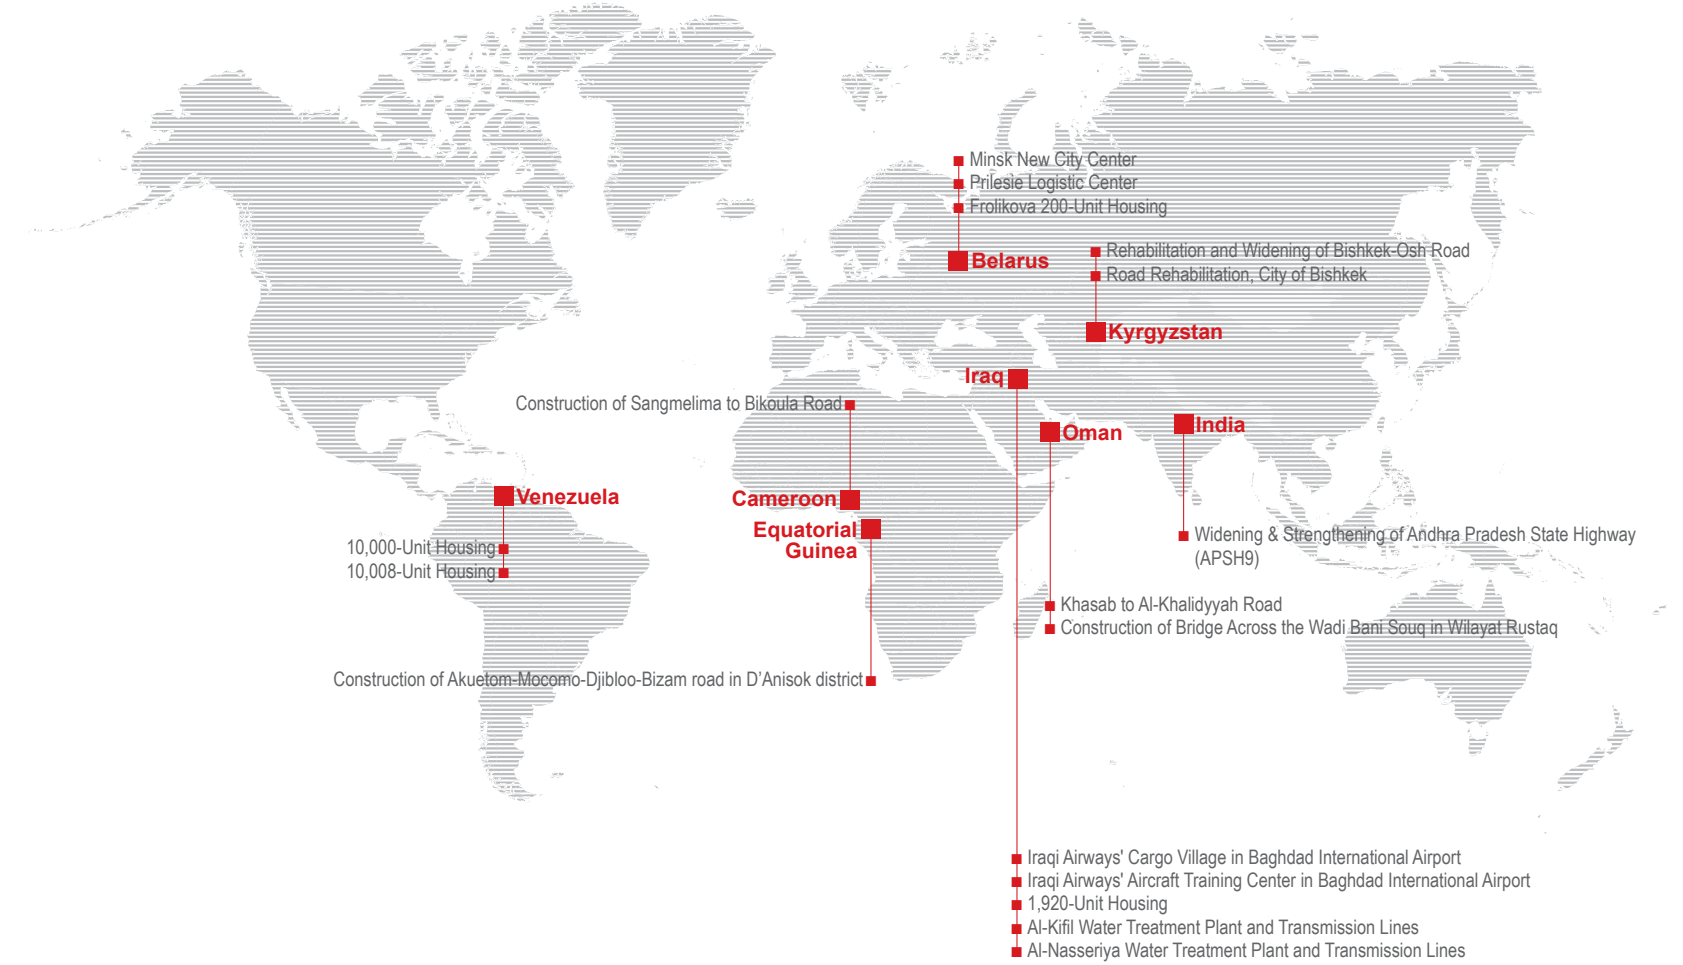 Minsk New City Center
Prilesie Logistic Center
Frolikova 200-Unit Housing
Belarus
Rehabilitation and Widening of Bishkek-Osh Road
Road Rehabilitation, City of Bishkek
Kyrgyzstan
Iraq
Construction of Sangmelima to Bikoula Road
Oman
India
Venezuela
Cameroon
Equatorial
Guinea
10,000-Unit Housing
10,008-Unit Housing
Widening & Strengthening of Andhra Pradesh State Highway
(APSH9)
Khasab to Al-Khalidyyah Road
Construction of Bridge Across the Wadi Bani Souq in Wilayat Rustaq
Construction of Akuetom-Mocomo-Djibloo-Bizam road in D’Anisok district
Iraqi Airways' Cargo Village in Baghdad International Airport
Iraqi Airways' Aircraft Training Center in Baghdad International Airport
1,920-Unit Housing
Al-Kifil Water Treatment Plant and Transmission Lines
Al-Nasseriya Water Treatment Plant and Transmission Lines